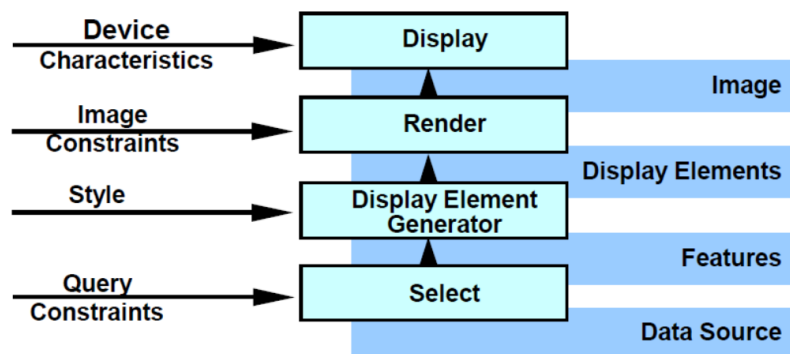 Device
Characteristics
Display
Image
Image
Constraints
Render
Display Elements
Style
Display Element
Generator
Features
Query
Constraints
Select
Data Source